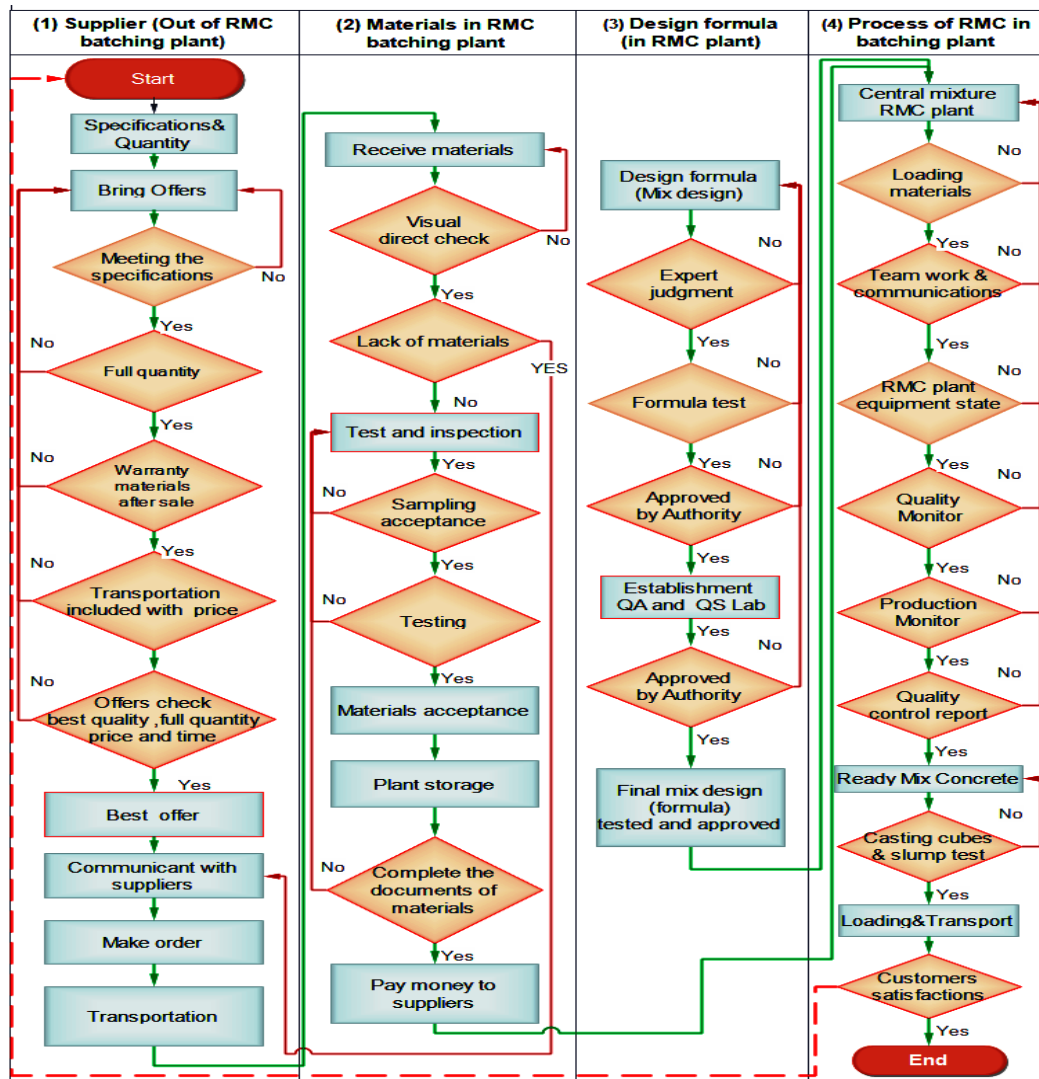 (1) Supplier (Out of RMC
batching plant)
Start
Specifications&
Quantity
Bring Offers
Meeting the
specifications
No
Yes
No
Full quantity
Yes
No
Warranty
materials
after sale
Yes
No
Transportation
included with price
No
Offers check
best quality ,full quantity
price and time
Yes
Best offer
Communicant with
suppliers
Make order
Transportation
(2) Materials in RMC
batching plant
Receive materials
Visual
direct check
No
Yes
Lack of materials
YES
No
Test and inspection
Yes
No
Sampling
acceptance
Yes
No
Testing
Yes
Materials acceptance
Plant storage
No
Complete the
documents of
materials
Yes
Pay money to
suppliers
(3) Design formula
(in RMC plant)
Design formula
(Mix design)
No
Expert
judgment
Yes
No
Formula test
Yes
No
Approved
by Authority
Yes
Establishment
QA and QS Lab
Yes
No
Approved
by Authority
Yes
Final mix design
(formula)
tested and approved
(4) Process of RMC in
batching plant
Central mixture
RMC plant
No
Loading
materials
Yes
No
Team work &
communications
Yes
No
RMC plant
equipment state
Yes
No
Quality
Monitor
Yes
No
Production
Monitor
Yes
No
Quality
control report
Yes
Ready Mix Concrete
No
Casting cubes
& slump test
Yes
Loading&Transport
Customers
satisfactions
Yes
End